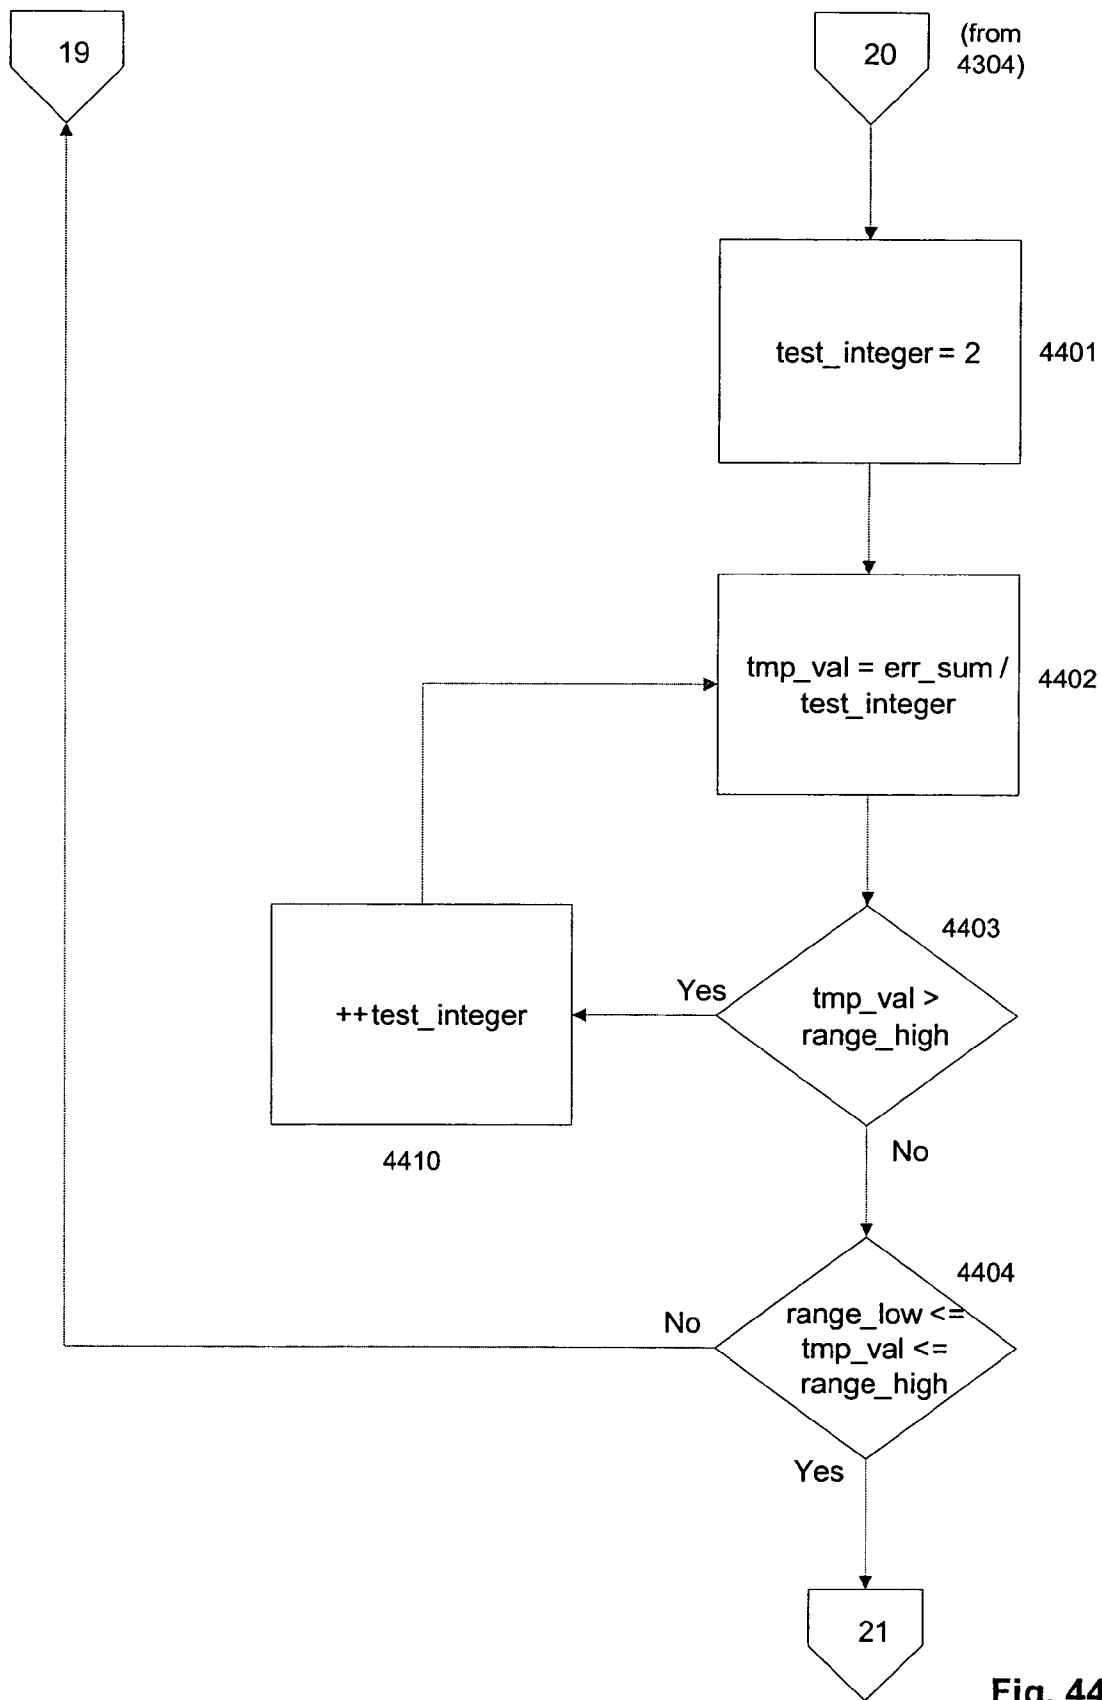 19
20
(from
4304)
test_integer = 2
4401
tmp_val = err_sum /
test_integer
4402
4403
Yes
tmp_val >
range_high
++test_integer
4410
No
4404
No
range_low <=
tmp_val <=
range_high
Yes
21
Fig. 44